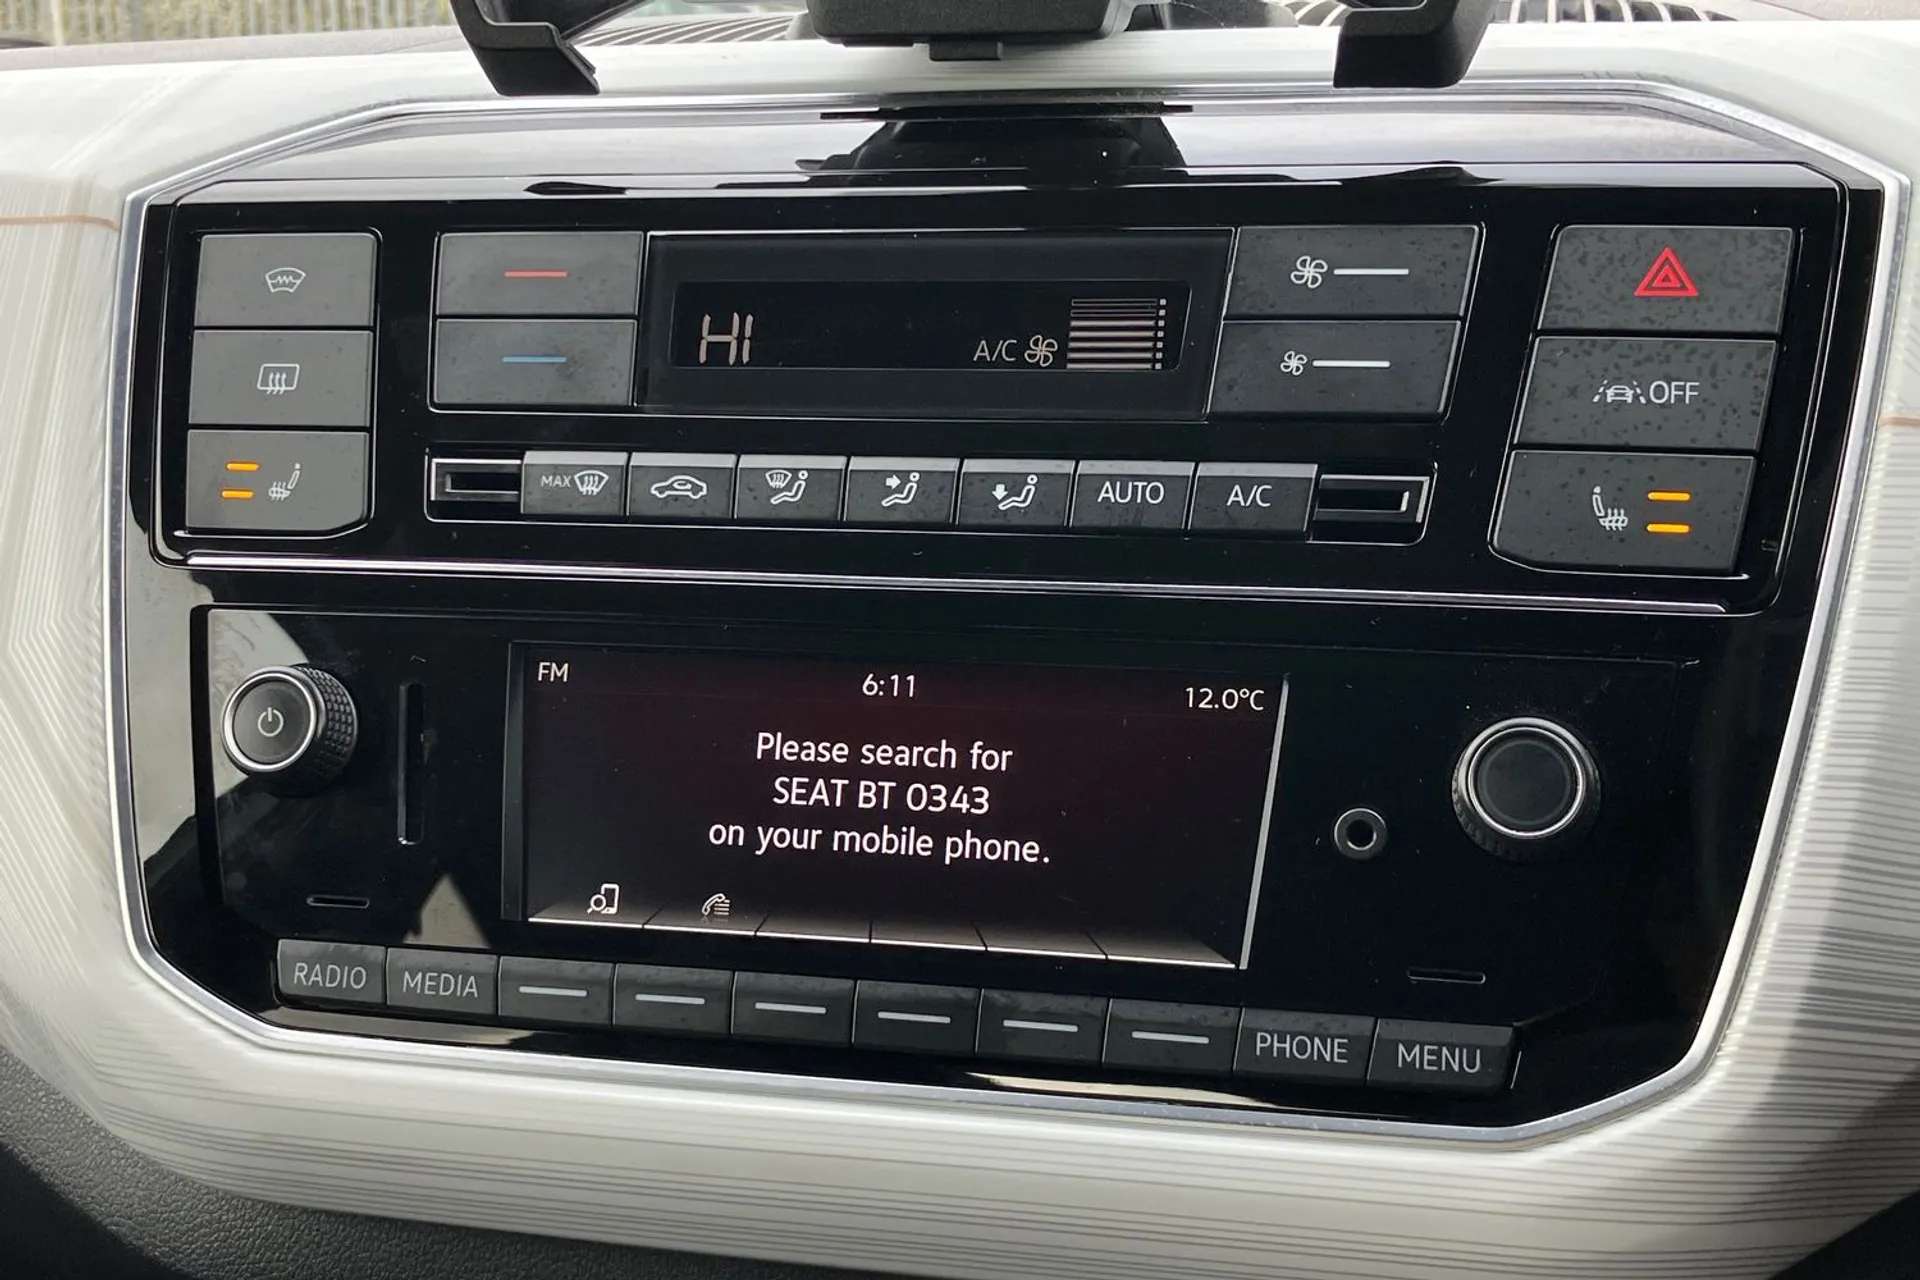 HI A/C
OFF
MAX AUTO A/C
FM 6:11 12.0°C
Please search for
SEAT BT 0343
on your mobile phone.
RADIO MEDIA PHONE MENU